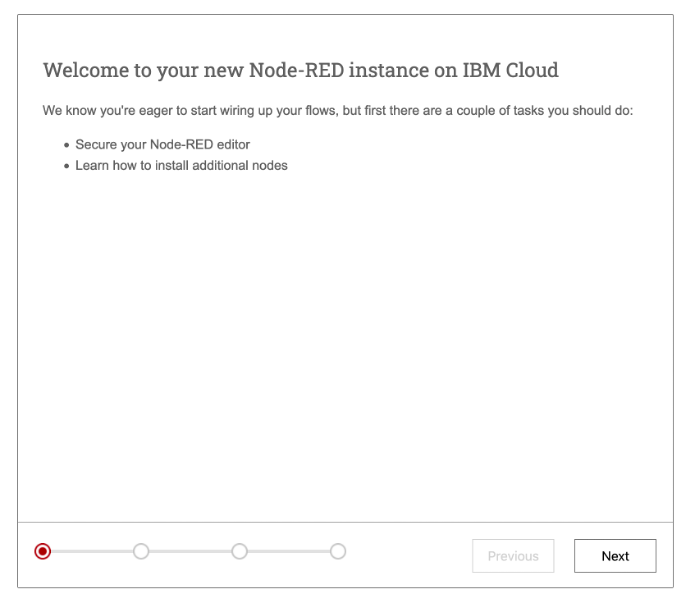 Welcome to your new Node-RED instance on IBM Cloud
We know you're eager to start wiring up your flows, but first there are a couple of tasks you should do:
• Secure your Node-RED editor
• Learn how to install additional nodes
Previous
Next